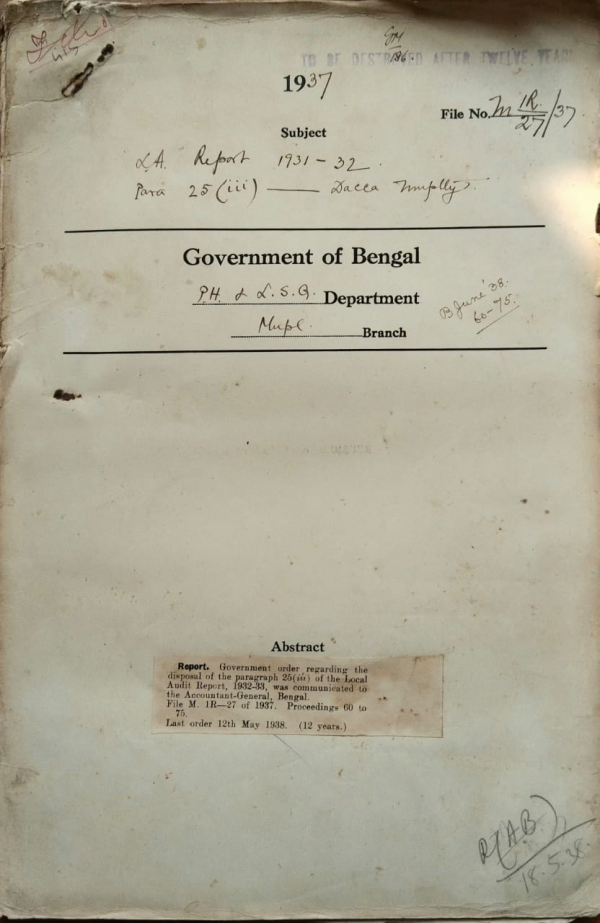 TO BE DESTROYED AFTER TWELVE YEARS
1937
File No. M 1R/27/37
Subject
L.A. Report 1931-32.
Para 25(iii) — Dacca Muplty.
Government of Bengal
P.H. & L.S.G. Department
B June '38.
60-75.
Mupl. Branch
Abstract
Report. Government order regarding the
disposal of the paragraph 25(iii) of the Local
Audit Report, 1932-33, was communicated to
the Accountant-General, Bengal.
File M. 1R—27 of 1937. Proceedings 60 to
75.
Last order 12th May 1938. (12 years.)
R(AB)
18.5.38.